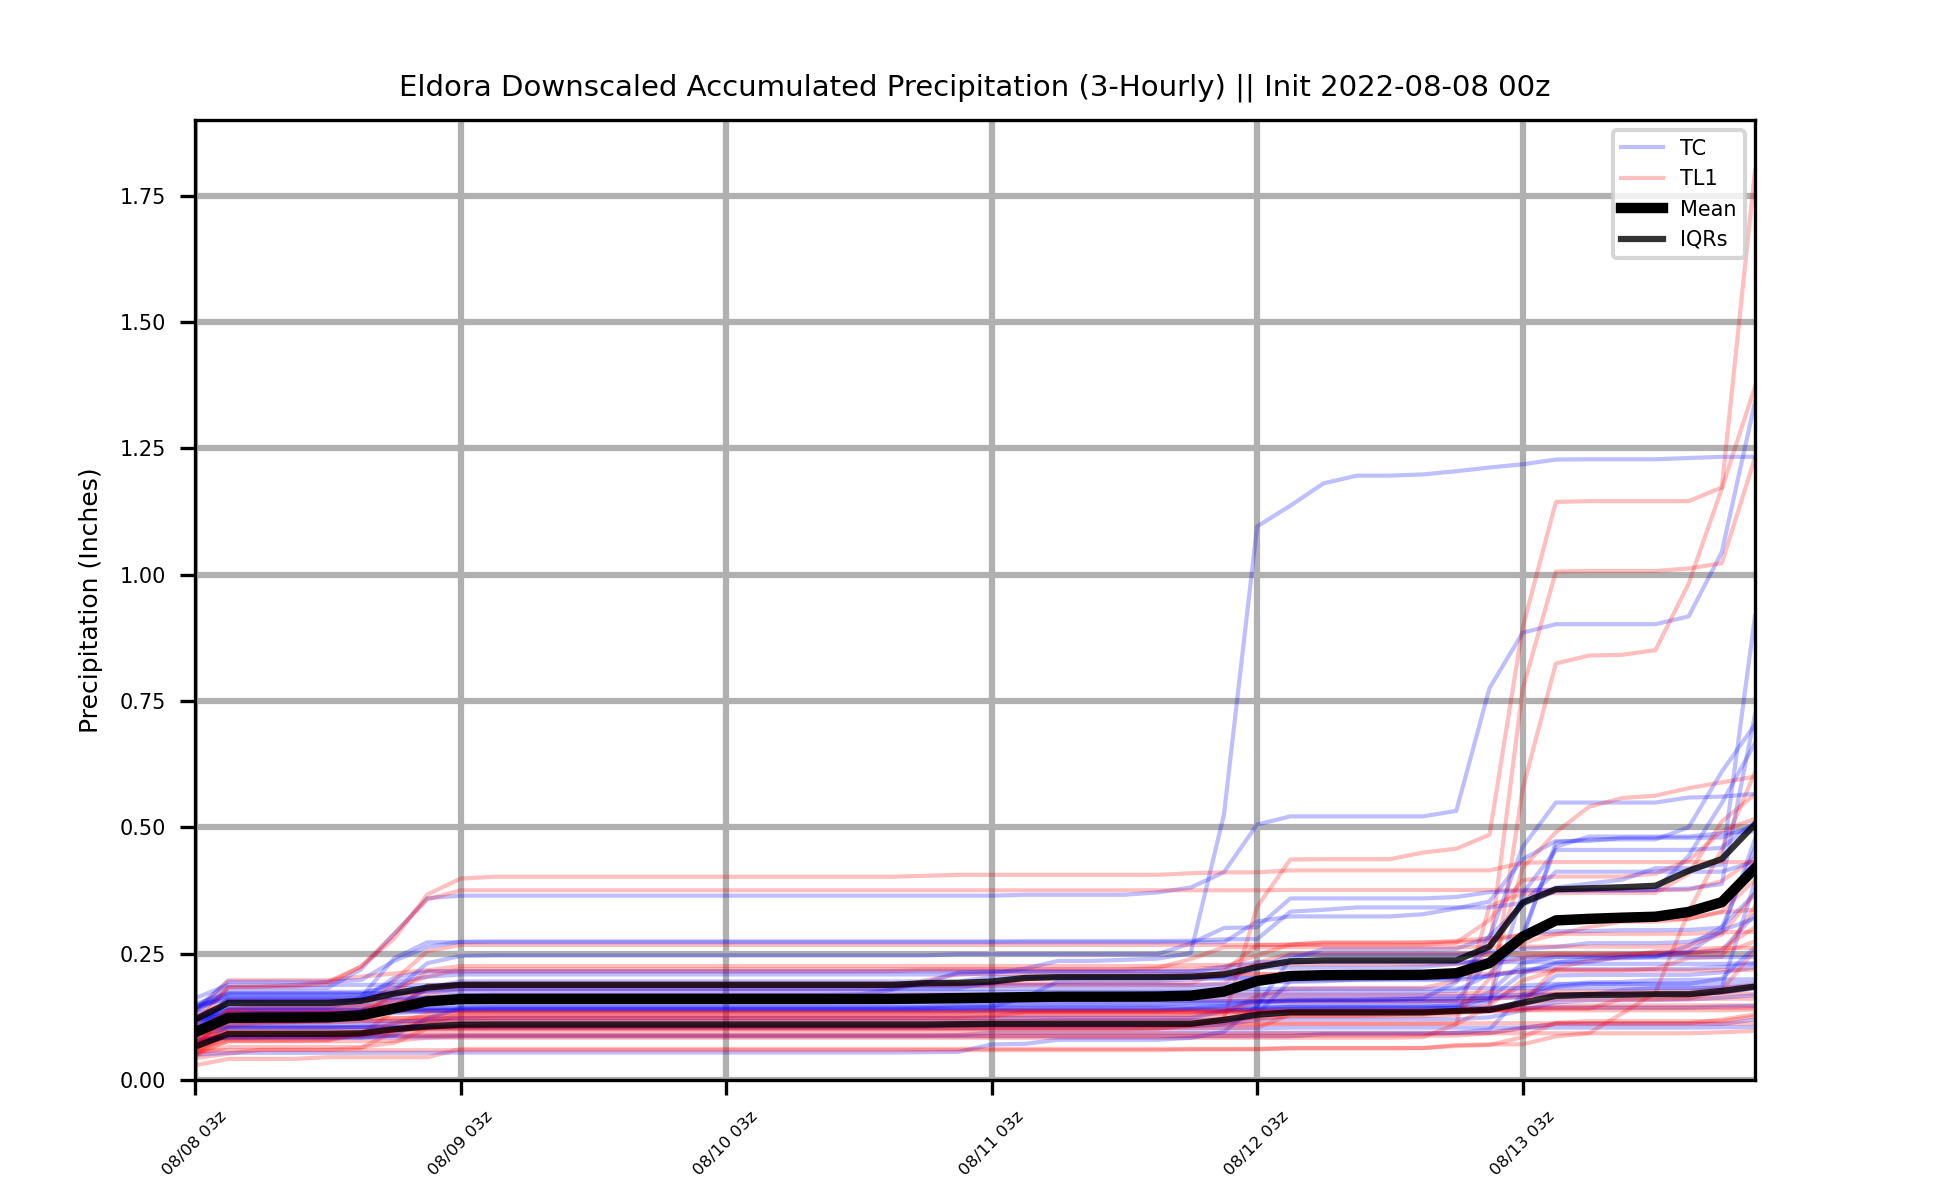 Eldora Downscaled Accumulated Precipitation (3-Hourly) || Init 2022-08-08 00z
TC
TL1
Mean
IQRs
Precipitation (Inches)
1.75
1.50
1.25
1.00
0.75
0.50
0.25
0.00
08/08 03z
08/09 03z
08/10 03z
08/11 03z
08/12 03z
08/13 03z